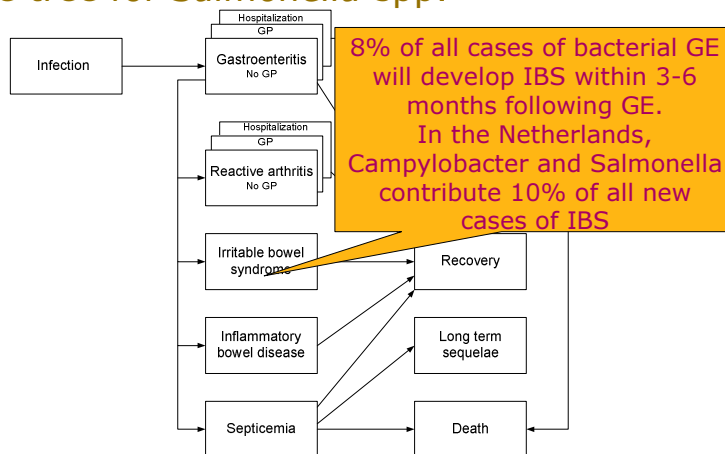 tree for Salmonella spp.
Hospitalization
GP
Gastroenteritis
No GP
Infection
8% of all cases of bacterial GE
will develop IBS within 3-6
months following GE.
In the Netherlands,
Campylobacter and Salmonella
contribute 10% of all new
cases of IBS
Hospitalization
GP
Reactive arthritis
No GP
Irritable bowel
syndrome
Recovery
Inflammatory
bowel disease
Long term
sequelae
Septicemia
Death